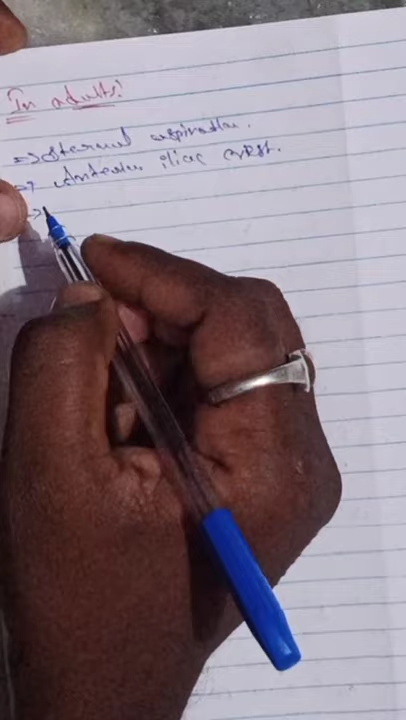 In adults:
⇒ sternal aspiration.
→ Anterior iliac crest.
→